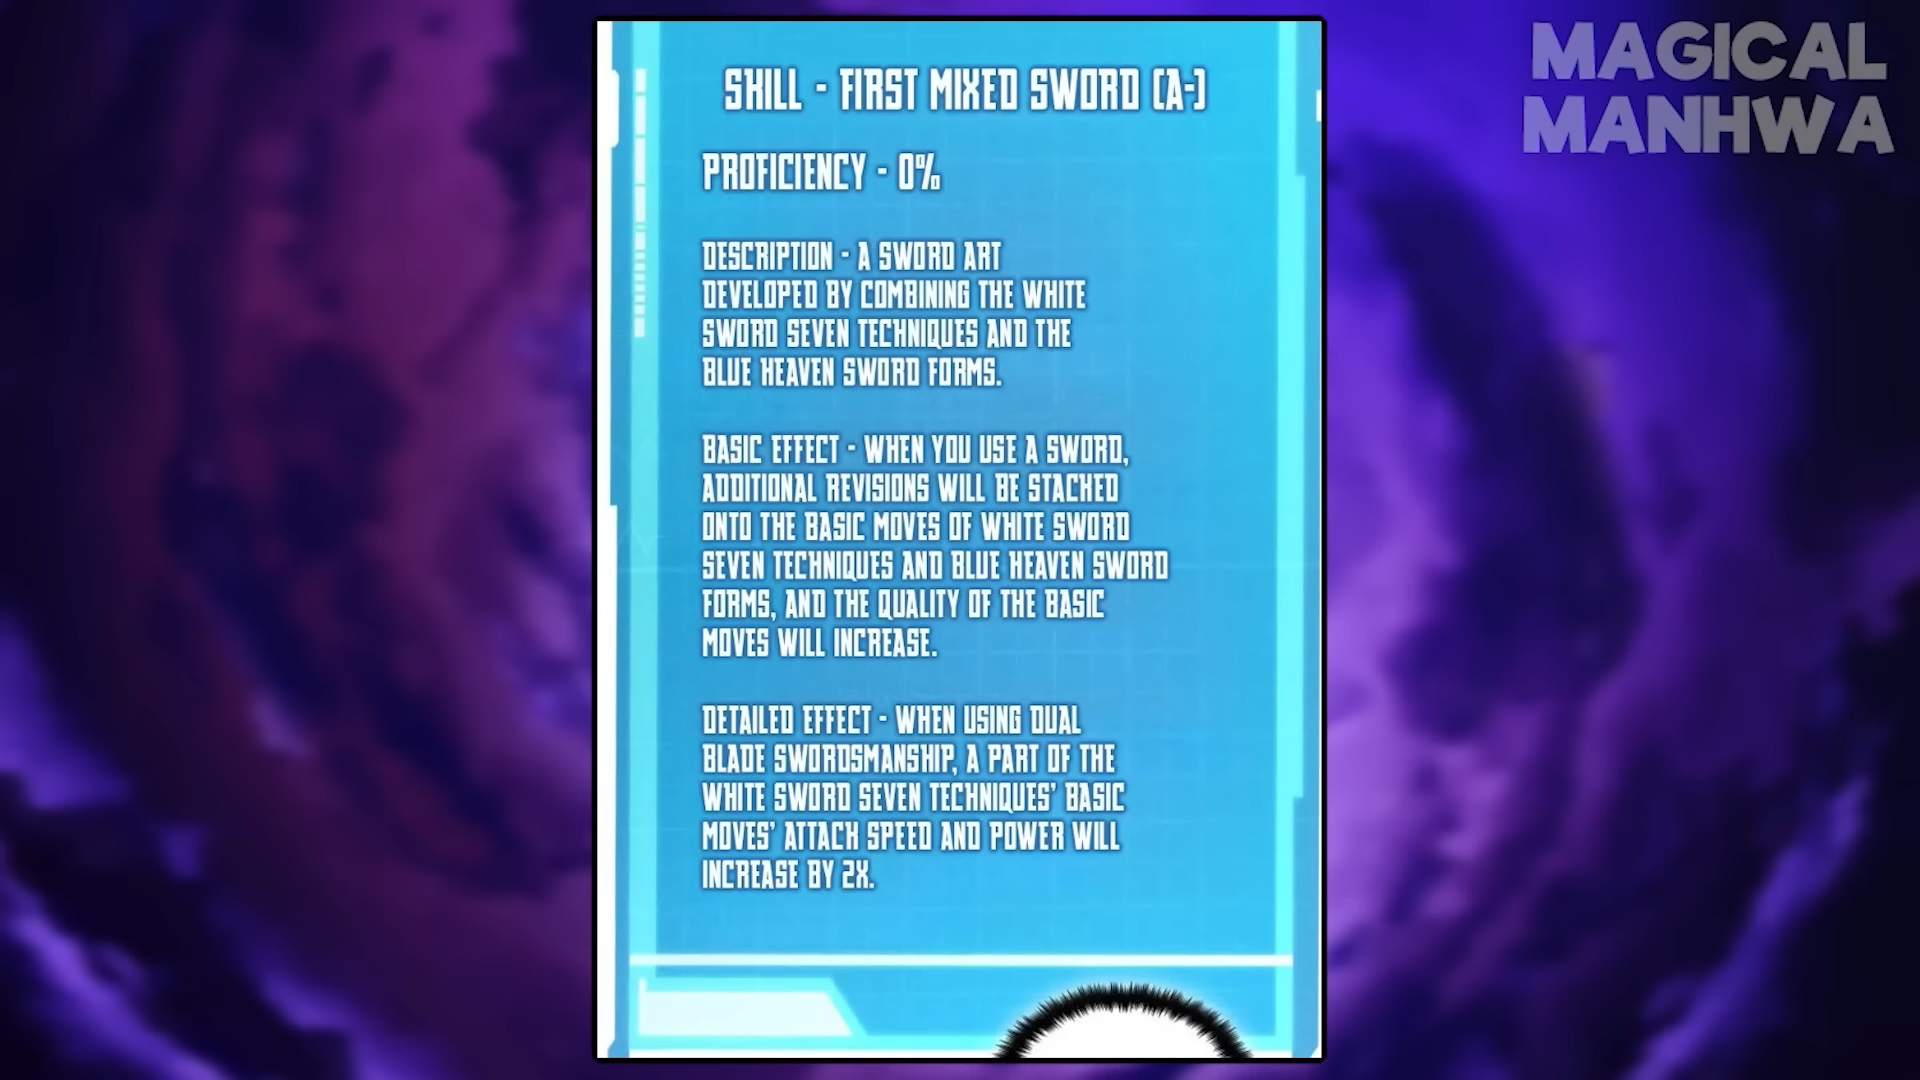 MAGICAL
MANHWA
SKILL - FIRST MIXED SWORD (A-)
PROFICIENCY - 0%
DESCRIPTION - A SWORD ART
DEVELOPED BY COMBINING THE WHITE
SWORD SEVEN TECHNIQUES AND THE
BLUE HEAVEN SWORD FORMS.
BASIC EFFECT - WHEN YOU USE A SWORD,
ADDITIONAL REVISIONS WILL BE STACKED
ONTO THE BASIC MOVES OF WHITE SWORD
SEVEN TECHNIQUES AND BLUE HEAVEN SWORD
FORMS, AND THE QUALITY OF THE BASIC
MOVES WILL INCREASE.
DETAILED EFFECT - WHEN USING DUAL
BLADE SWORDSMANSHIP, A PART OF THE
WHITE SWORD SEVEN TECHNIQUES' BASIC
MOVES' ATTACK SPEED AND POWER WILL
INCREASE BY 2X.